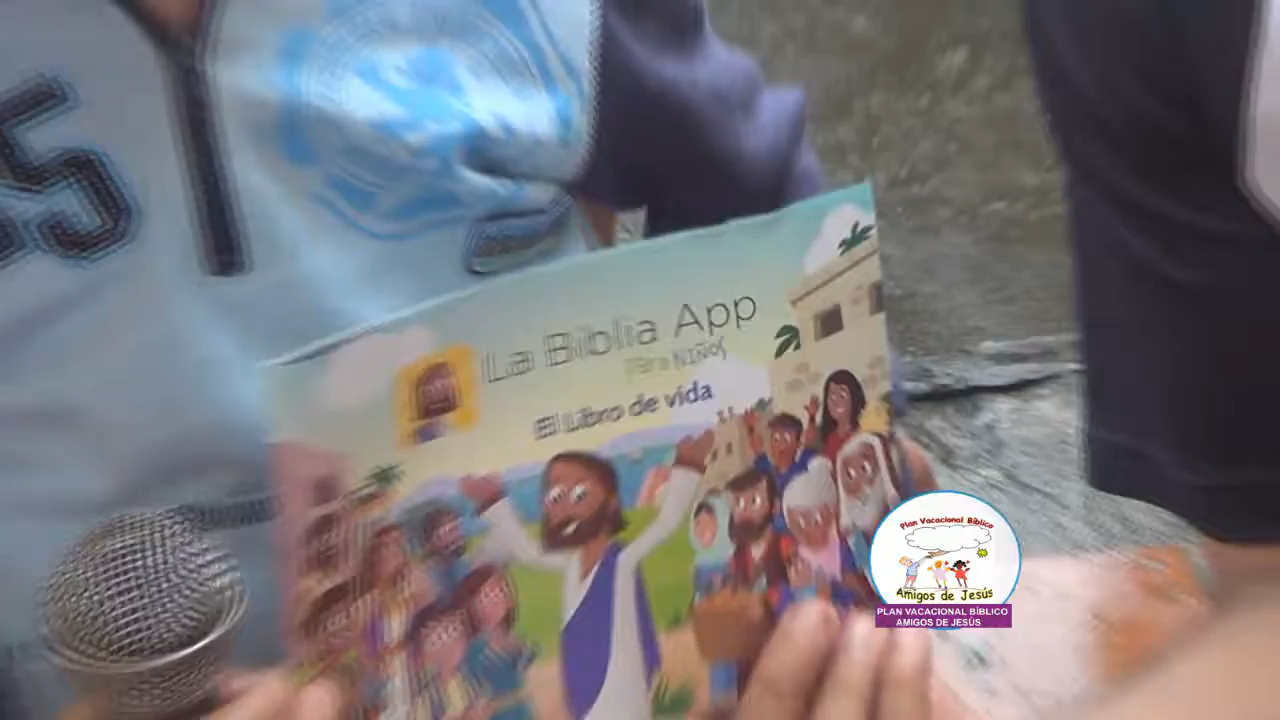 5
La Biblia App
Para NIÑOS
El Libro de vida
Plan Vacacional Bíblico
Amigos de Jesús
PLAN VACACIONAL BÍBLICO
AMIGOS DE JESÚS